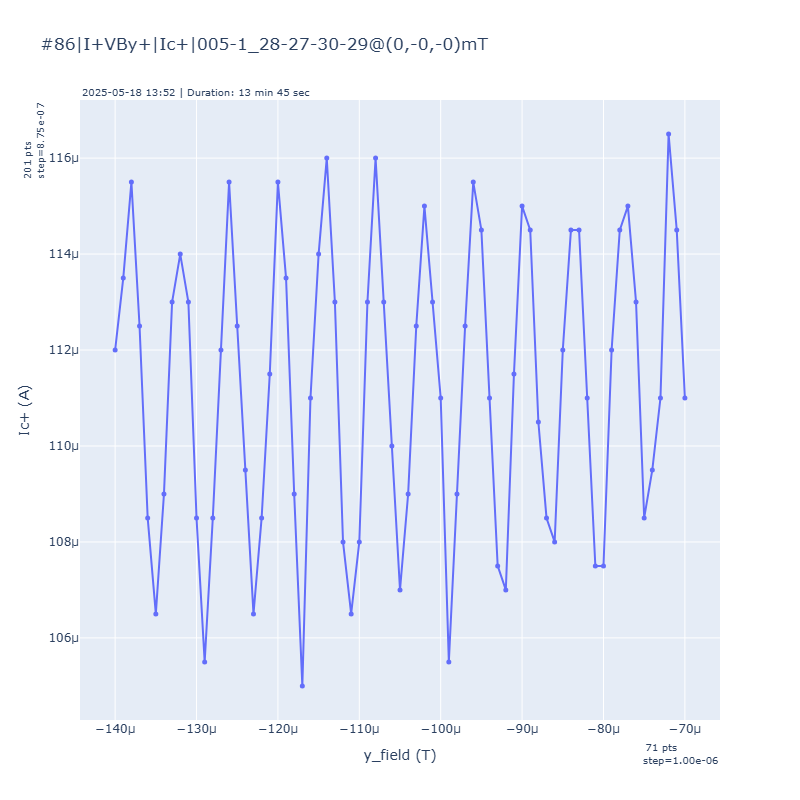 #86|I+VBy+|Ic+|005-1_28-27-30-29@(0,-0,-0)mT
2025-05-18 13:52 | Duration: 13 min 45 sec
201 pts
step=8.75e-07
116µ
114µ
112µ
110µ
108µ
106µ
Ic+ (A)
−140µ
−130µ
−120µ
−110µ
−100µ
−90µ
−80µ
−70µ
y_field (T)
71 pts
step=1.00e-06